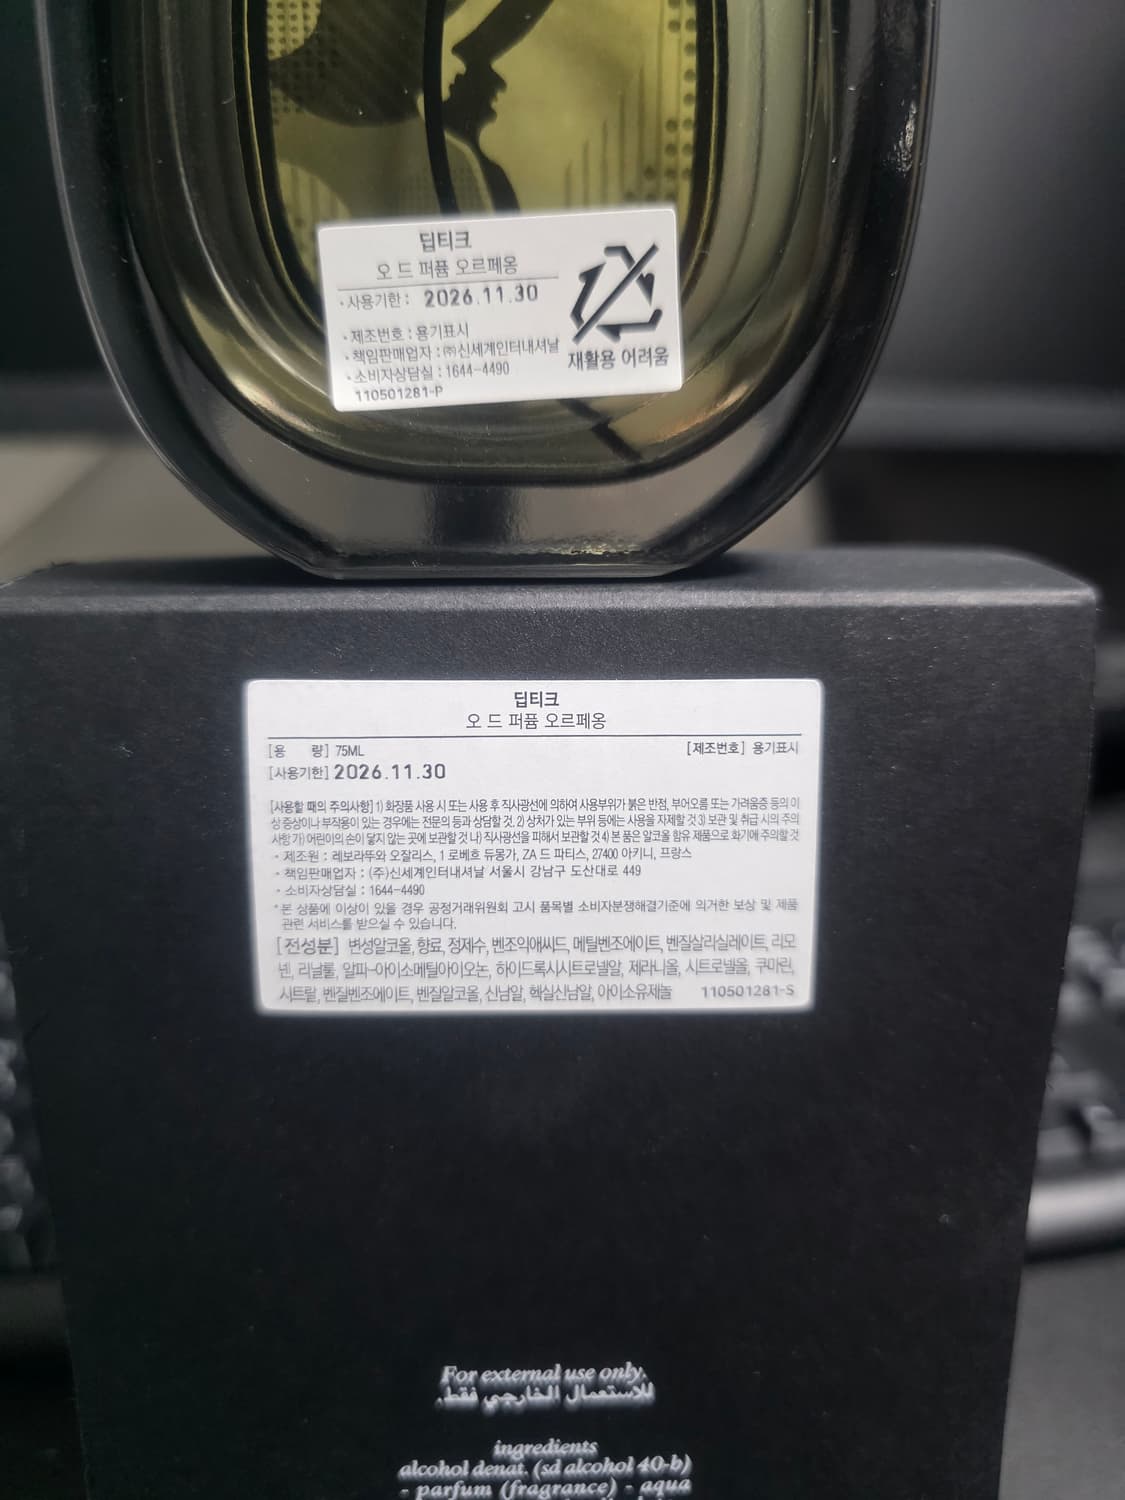 딥티크
오 드 퍼퓸 오르페옹
· 사용기한 : 2026.11.30
· 제조번호 : 용기표시
· 책임판매업자 : ㈜신세계인터내셔날
· 소비자상담실 : 1644-4490
110501281-P
재활용 어려움
딥티크
오 드 퍼퓸 오르페옹
[용 량] 75ML [제조번호] 용기표시
[사용기한] 2026.11.30
[사용할 때의 주의사항] 1) 화장품 사용 시 또는 사용 후 직사광선에 의하여 사용부위가 붉은 반점, 부어오름 또는 가려움증 등의 이
상 증상이나 부작용이 있는 경우에는 전문의 등과 상담할 것. 2) 상처가 있는 부위 등에는 사용을 자제할 것 3) 보관 및 취급 시의 주의
사항 가) 어린이의 손이 닿지 않는 곳에 보관할 것 나) 직사광선을 피해서 보관할 것 4) 본 품은 알코올 함유 제품으로 화기에 주의할 것
- 제조원 : 레보라뚜와 오잘리스, 1 로베흐 듀몽가, ZA 드 파티스, 27400 아키니, 프랑스
- 책임판매업자 : (주)신세계인터내셔날 서울시 강남구 도산대로 449
- 소비자상담실 : 1644-4490
*본 상품에 이상이 있을 경우 공정거래위원회 고시 품목별 소비자분쟁해결기준에 의거한 보상 및 제품
관련 서비스를 받으실 수 있습니다.
[전성분] 변성알코올, 향료, 정제수, 벤조익애씨드, 메틸벤조에이트, 벤질살리실레이트, 리모
넨, 리날룰, 알파-아이소메틸아이오논, 하이드록시시트로넬알, 제라니올, 시트로넬올, 쿠마린,
시트랄, 벤질벤조에이트, 벤질알코올, 신남알, 헥실신남알, 아이소유제놀 110501281-S
For external use only.
للاستعمال الخارجي فقط.
ingredients
alcohol denat. (sd alcohol 40-b)
- parfum (fragrance) - aqua